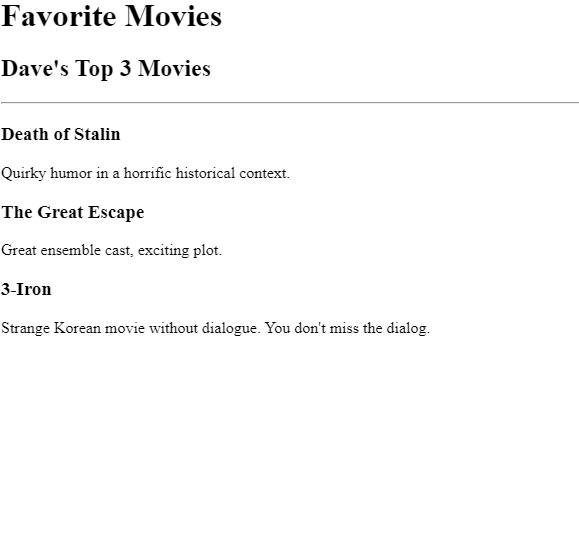 Favorite Movies
Dave's Top 3 Movies
Death of Stalin
Quirky humor in a horrific historical context.
The Great Escape
Great ensemble cast, exciting plot.
3-Iron
Strange Korean movie without dialogue. You don't miss the dialog.